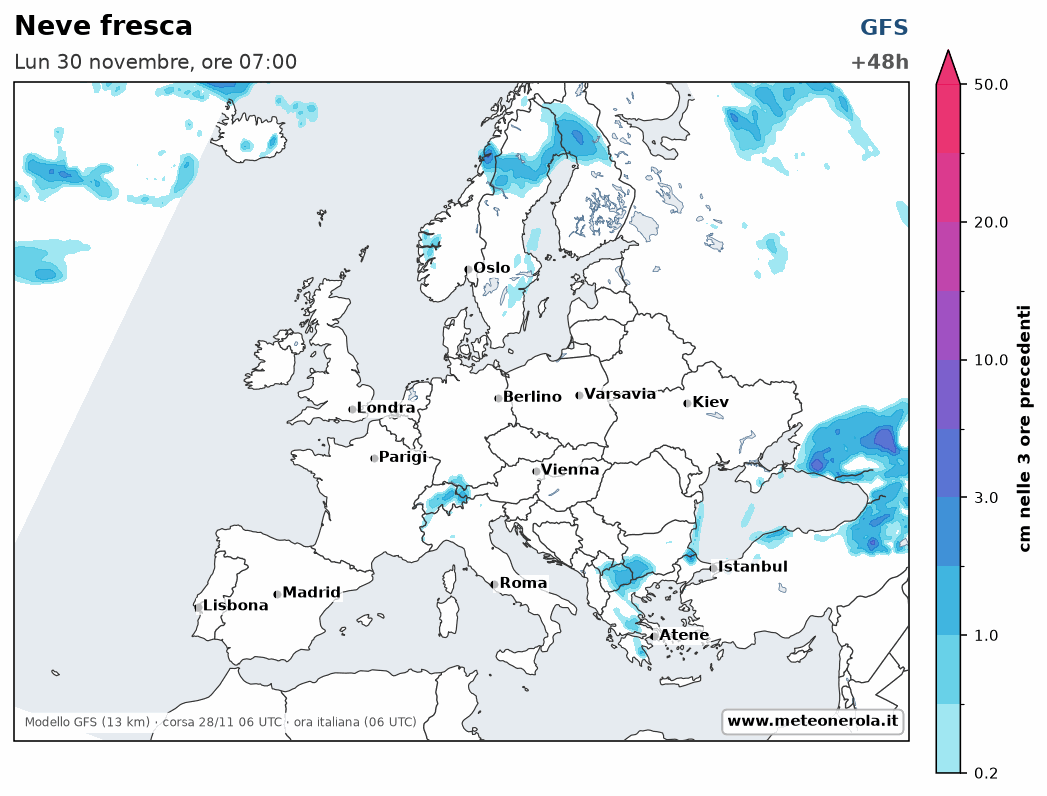 Neve fresca
GFS
Lun 30 novembre, ore 07:00
+48h
50.0
20.0
10.0
3.0
1.0
0.2
cm nelle 3 ore precedenti
Oslo
Berlino
Varsavia
Kiev
Londra
Parigi
Vienna
Istanbul
Roma
Madrid
Lisbona
Atene
Modello GFS (13 km) · corsa 28/11 06 UTC · ora italiana (06 UTC)
www.meteonerola.it